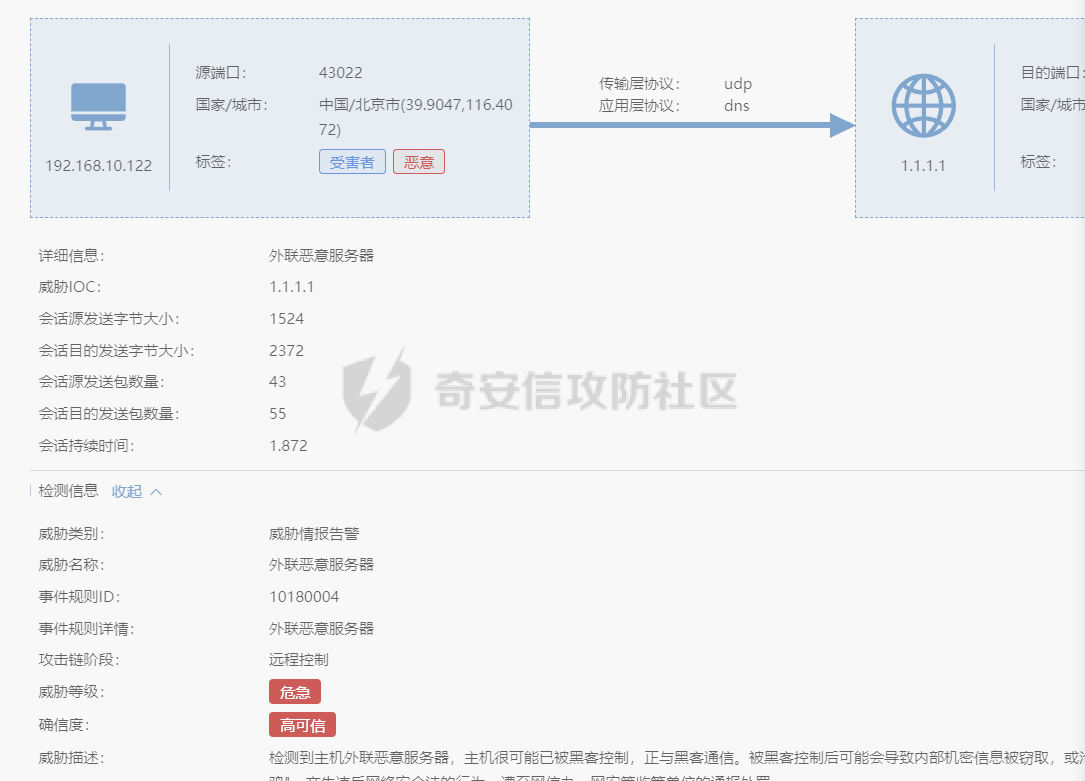 源端口： 43022
国家/城市： 中国/北京市(39.9047,116.40
72)
标签： 受害者 恶意
192.168.10.122
传输层协议： udp
应用层协议： dns
目的端口：
国家/城市
标签：
1.1.1.1
详细信息： 外联恶意服务器
威胁IOC： 1.1.1.1
会话源发送字节大小： 1524
会话目的发送字节大小： 2372
会话源发送包数量： 43
会话目的发送包数量： 55
会话持续时间： 1.872
奇安信攻防社区
检测信息 收起
威胁类别： 威胁情报告警
威胁名称： 外联恶意服务器
事件规则ID： 10180004
事件规则详情： 外联恶意服务器
攻击链阶段： 远程控制
威胁等级： 危急
确信度： 高可信
威胁描述： 检测到主机外联恶意服务器，主机很可能已被黑客控制，正与黑客通信。被黑客控制后可能会导致内部机密信息被窃取，或